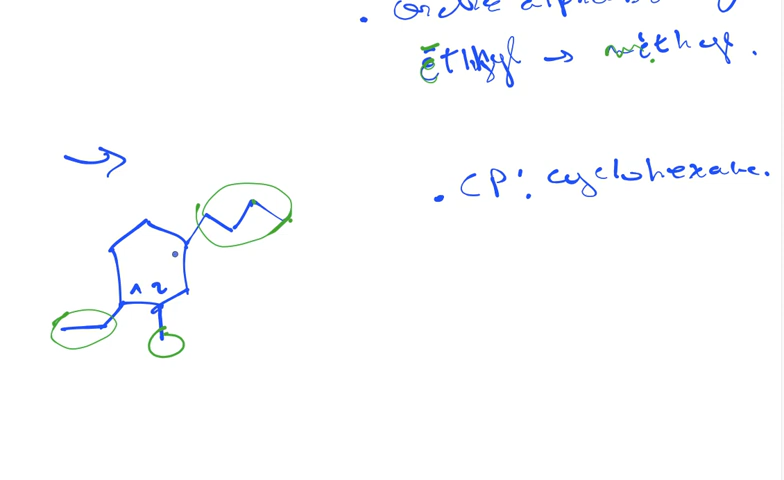 ethyl → methyl.
. CP: cyclohexane.
1 2